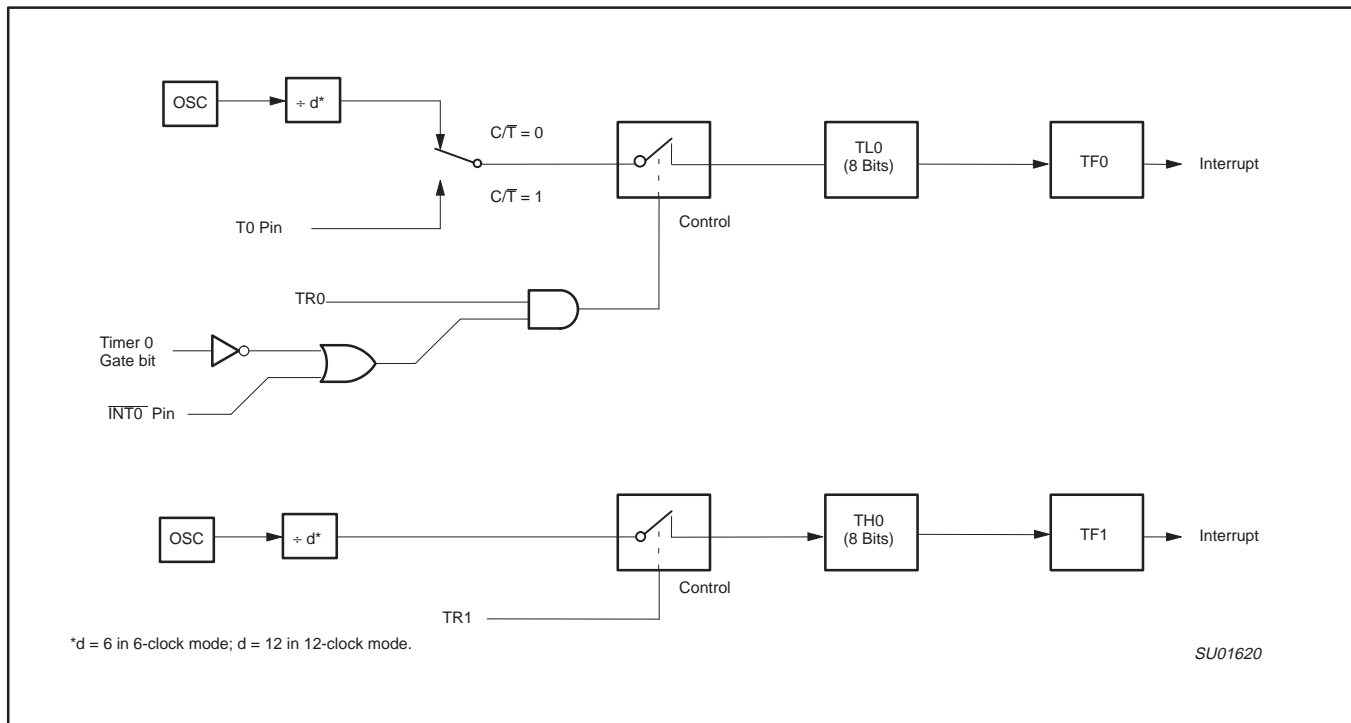 OSC
÷ d*
C/T̅ = 0
C/T̅ = 1
T0 Pin
Control
TL0
(8 Bits)
TF0
Interrupt
TR0
Timer 0
Gate bit
I̅N̅T̅0̅ Pin
OSC
÷ d*
Control
TR1
TH0
(8 Bits)
TF1
Interrupt
*d = 6 in 6-clock mode; d = 12 in 12-clock mode.
SU01620